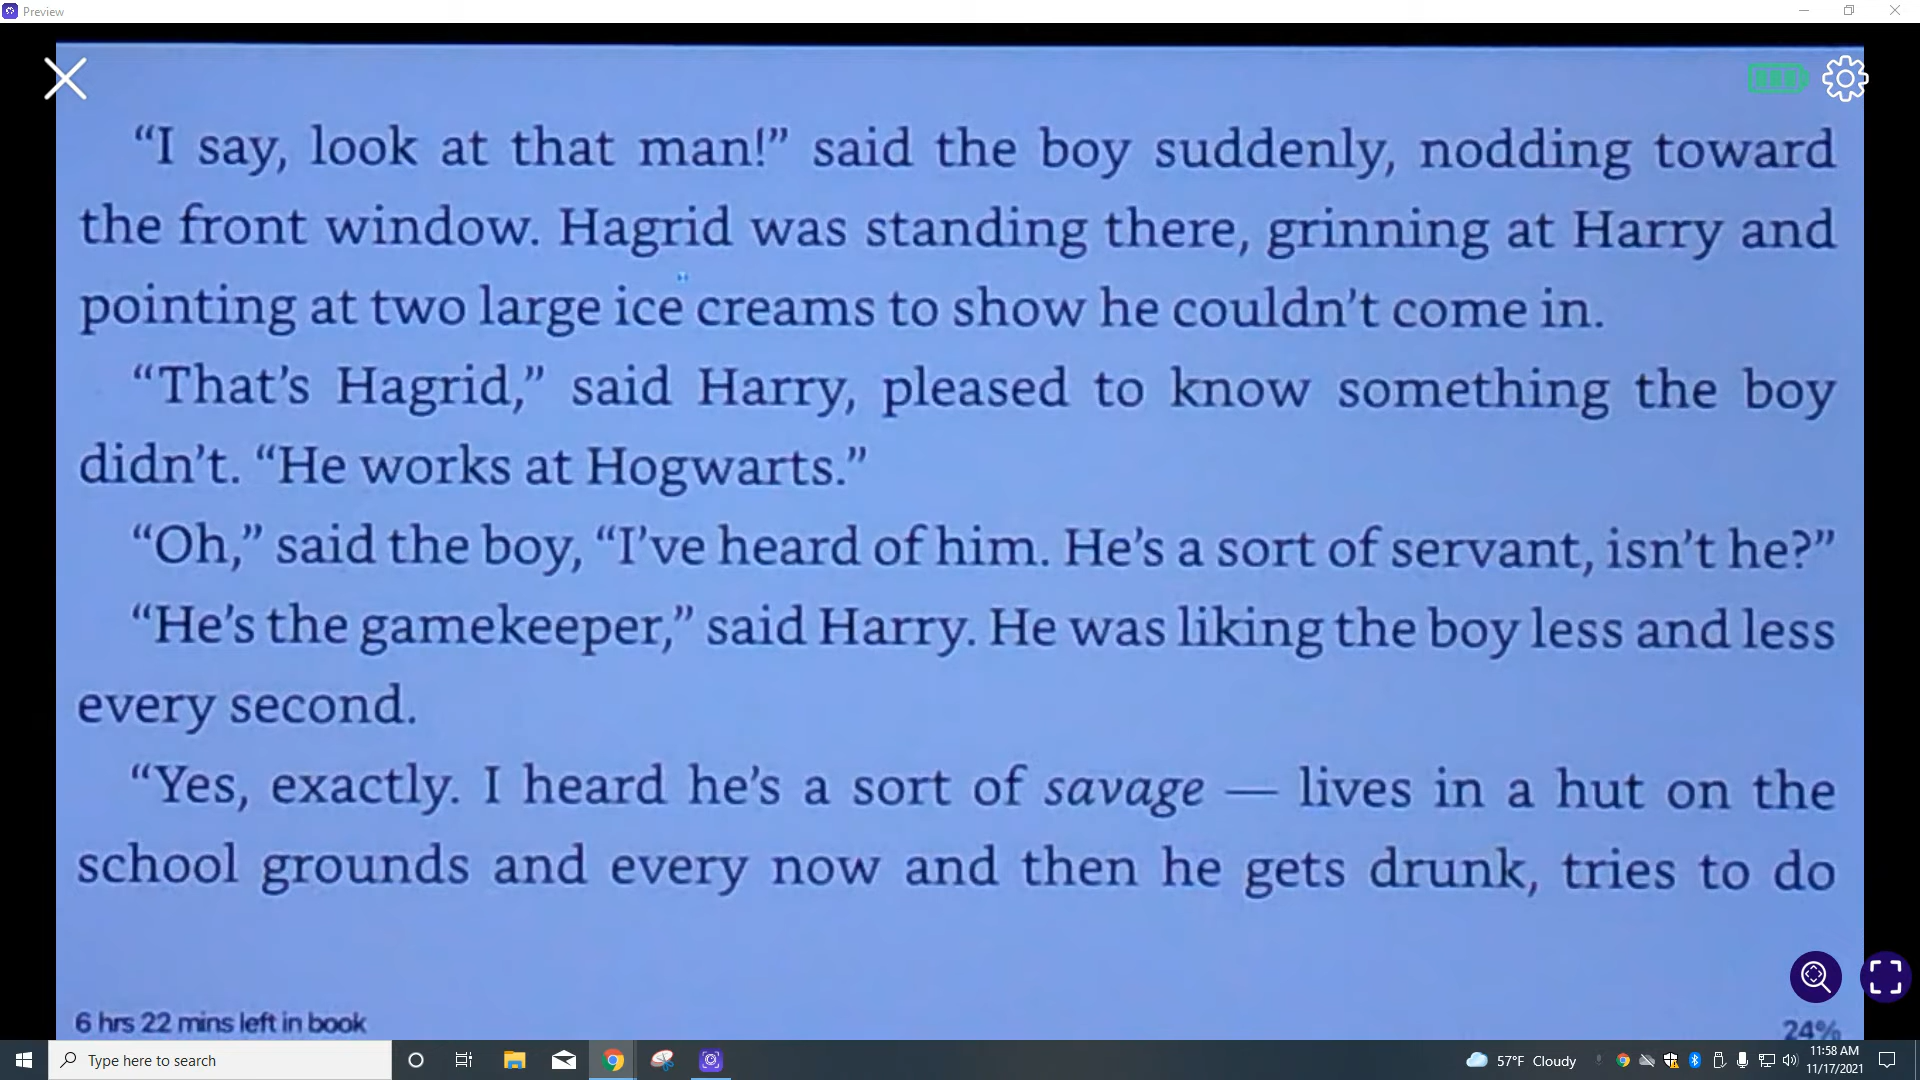 Preview
“I say, look at that man!” said the boy suddenly, nodding toward
the front window. Hagrid was standing there, grinning at Harry and
pointing at two large ice creams to show he couldn’t come in.
“That’s Hagrid,” said Harry, pleased to know something the boy
didn’t. “He works at Hogwarts.”
“Oh,” said the boy, “I’ve heard of him. He’s a sort of servant, isn’t he?”
“He’s the gamekeeper,” said Harry. He was liking the boy less and less
every second.
“Yes, exactly. I heard he’s a sort of savage — lives in a hut on the
school grounds and every now and then he gets drunk, tries to do
6 hrs 22 mins left in book
24%
Type here to search
57°F Cloudy
11:58 AM
11/17/2021